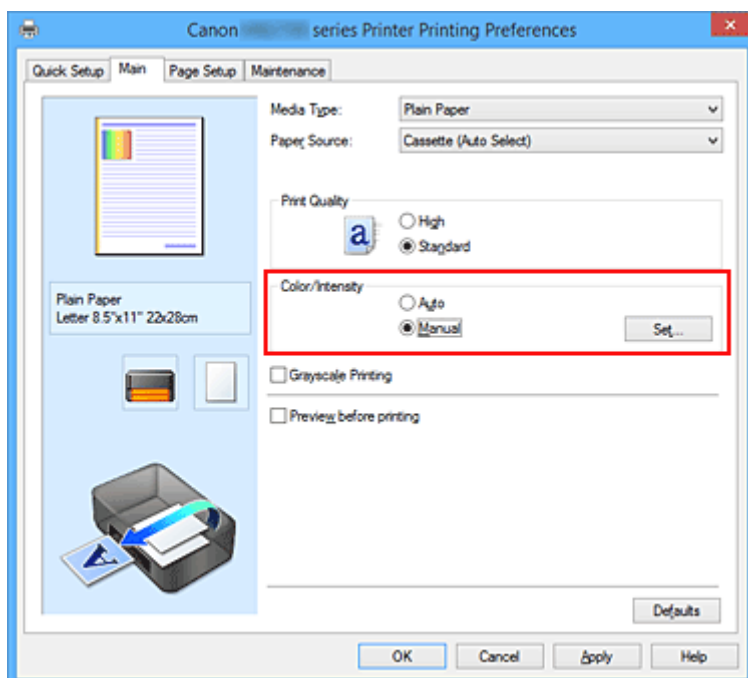 Canon series Printer Printing Preferences
Quick Setup Main Page Setup Maintenance
Media Type: Plain Paper
Paper Source: Cassette (Auto Select)
Print Quality
a
High
Standard
Color/Intensity
Auto
Manual Set...
Plain Paper
Letter 8.5"x11" 22x28cm
Grayscale Printing
Preview before printing
A
Defaults
OK Cancel Apply Help